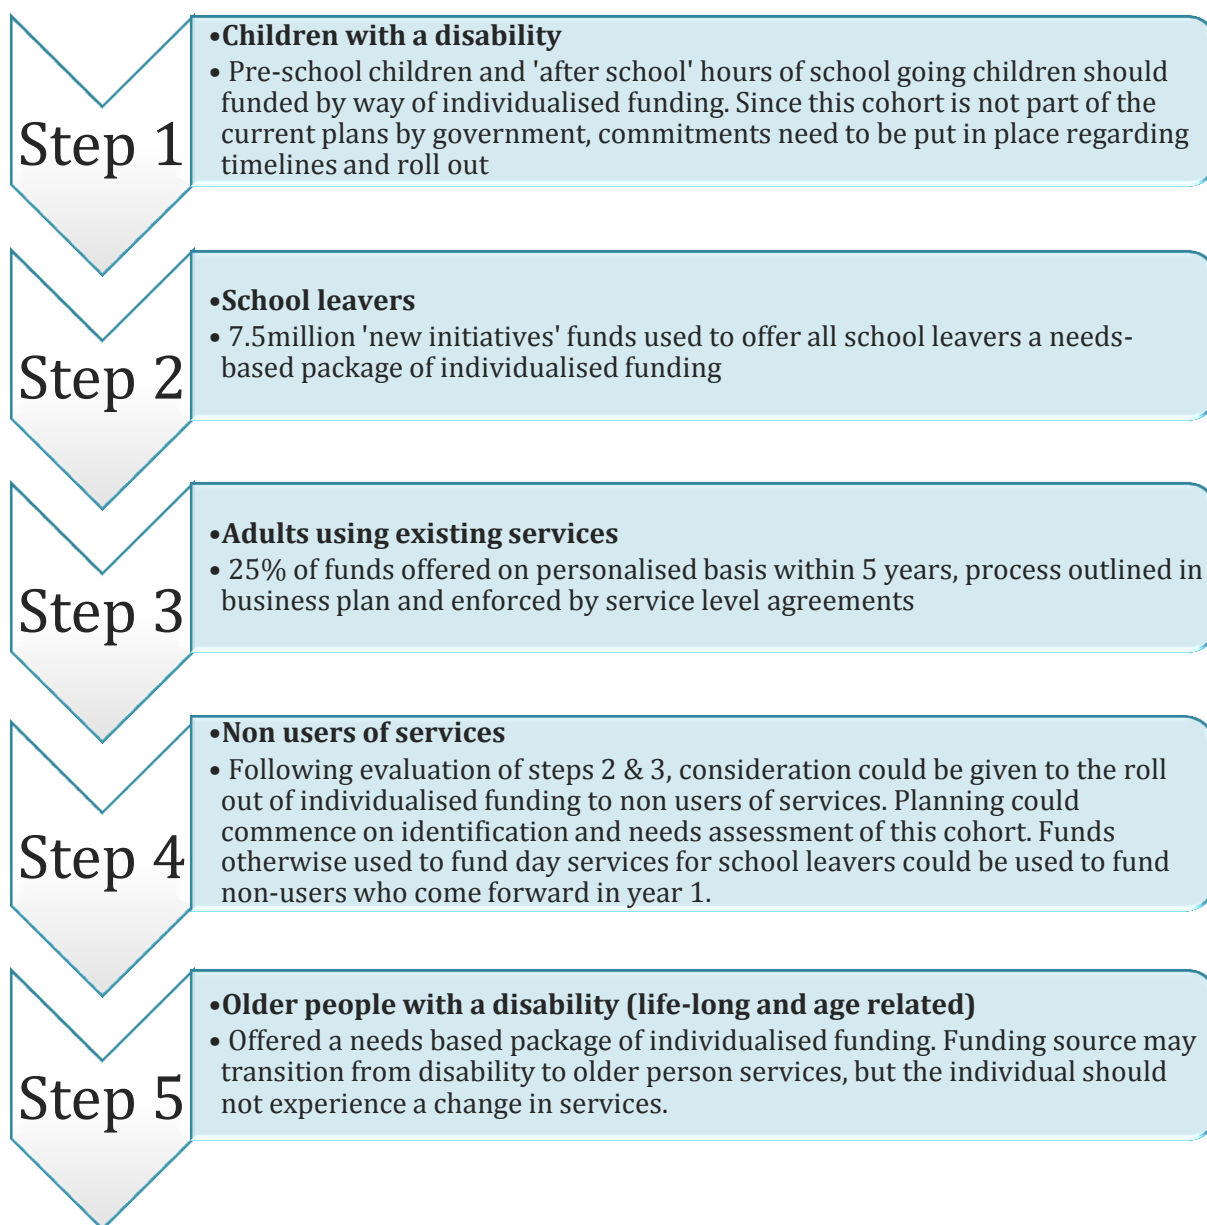 Step 1
•Children with a disability
• Pre-school children and 'after school' hours of school going children should
funded by way of individualised funding. Since this cohort is not part of the
current plans by government, commitments need to be put in place regarding
timelines and roll out
Step 2
•School leavers
• 7.5million 'new initiatives' funds used to offer all school leavers a needs-
based package of individualised funding
Step 3
•Adults using existing services
• 25% of funds offered on personalised basis within 5 years, process outlined in
business plan and enforced by service level agreements
Step 4
•Non users of services
• Following evaluation of steps 2 & 3, consideration could be given to the roll
out of individualised funding to non users of services. Planning could
commence on identification and needs assessment of this cohort. Funds
otherwise used to fund day services for school leavers could be used to fund
non-users who come forward in year 1.
Step 5
•Older people with a disability (life-long and age related)
• Offered a needs based package of individualised funding. Funding source may
transition from disability to older person services, but the individual should
not experience a change in services.